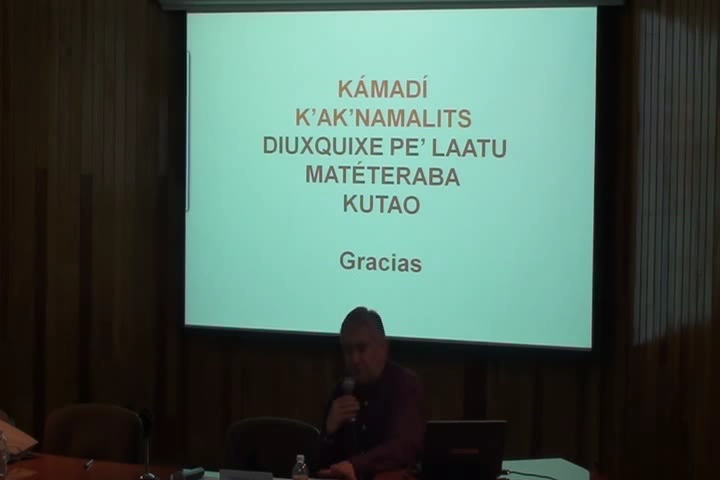 KÁMADÍ
K’AK’NAMALITS
DIUXQUIXE PE’ LAATU
MATÉTERABA
KUTAO
Gracias